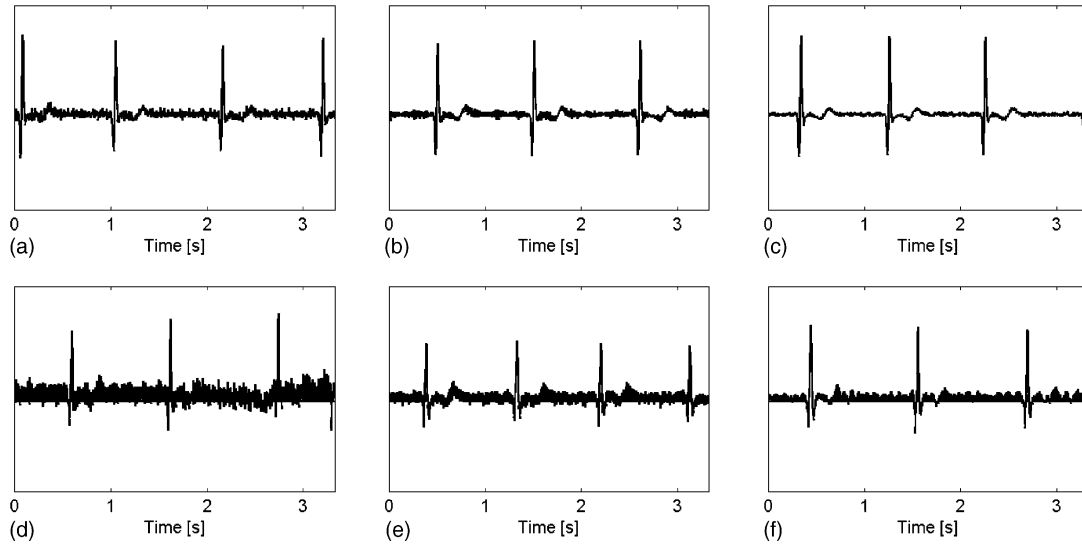 0 1 2 3
(a) Time [s]
0 1 2 3
(b) Time [s]
0 1 2 3
(c) Time [s]
0 1 2 3
(d) Time [s]
0 1 2 3
(e) Time [s]
0 1 2 3
(f) Time [s]